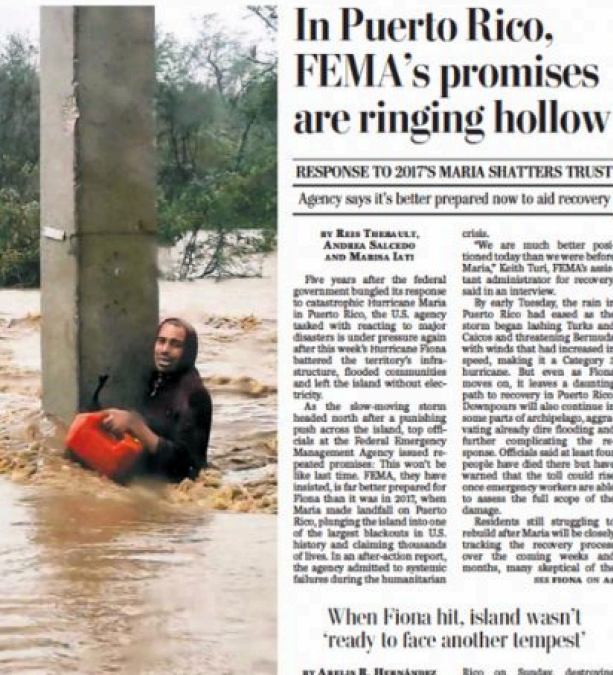 In Puerto Rico,
FEMA's promises
are ringing hollow
RESPONSE TO 2017'S MARIA SHATTERS TRUST
Agency says it's better prepared now to aid recovery
BY REIS THEBAULT,
ANDREA SALCEDO
AND MARISA IATI
Five years after the federal
government bungled its response
to catastrophic Hurricane Maria
in Puerto Rico, the U.S. agency
tasked with reacting to major
disasters is under pressure again
after this week's Hurricane Fiona
battered the territory's infra-
structure, flooded communities
and left the island without elec-
tricity.
As the slow-moving storm
headed north after a punishing
push across the island, top offi-
cials at the Federal Emergency
Management Agency issued re-
peated promises: This won't be
like last time. FEMA, they have
insisted, is far better prepared for
Fiona than it was in 2017, when
Maria made landfall on Puerto
Rico, plunging the island into one
of the largest blackouts in U.S.
history and claiming thousands
of lives. In an after-action report,
the agency admitted to systemic
failures during the humanitarian
crisis.
"We are much better posi-
tioned today than we were before
Maria," Keith Turi, FEMA's assis-
tant administrator for recovery
said in an interview.
By early Tuesday, the rain in
Puerto Rico had eased as the
storm began lashing Turks and
Caicos and threatening Bermuda
with winds that had increased in
speed, making it a Category 3
hurricane. But even as Fiona
moves on, it leaves a daunting
path to recovery in Puerto Rico.
Downpours will also continue in
some parts of archipelago, aggra-
vating already dire flooding and
further complicating the re-
sponse. Officials said at least four
people have died there but have
warned that the toll could rise
once emergency workers are able
to assess the full scope of the
damage.
Residents still struggling to
rebuild after Maria will be closely
tracking the recovery process
over the coming weeks and
months, many skeptical of the
SEE FIONA ON
When Fiona hit, island wasn't
'ready to face another tempest'
BY ARELIS R. HERNÁNDEZ
Rico on Sunday, destroying